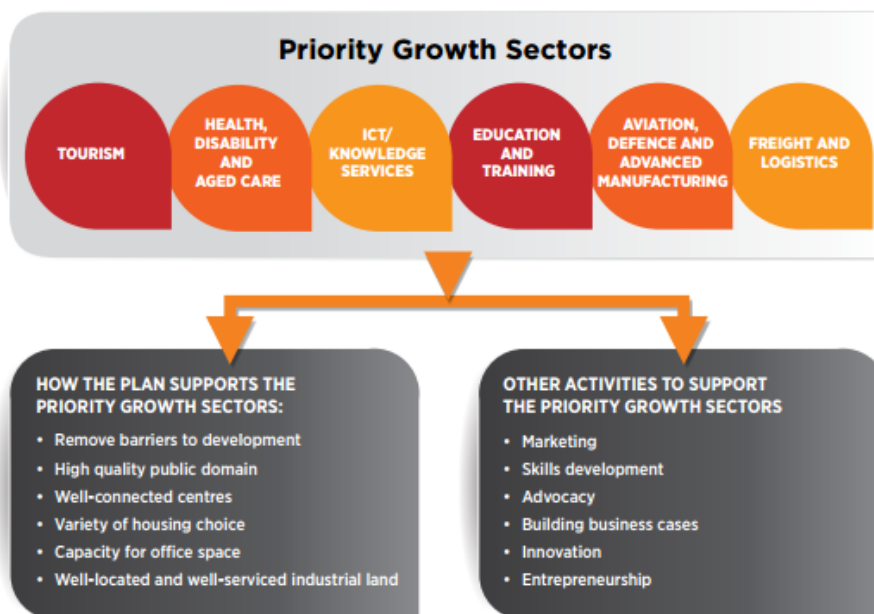 Priority Growth Sectors
TOURISM
HEALTH,
DISABILITY
AND
AGED CARE
ICT/
KNOWLEDGE
SERVICES
EDUCATION
AND
TRAINING
AVIATION,
DEFENCE AND
ADVANCED
MANUFACTURING
FREIGHT AND
LOGISTICS
HOW THE PLAN SUPPORTS THE
PRIORITY GROWTH SECTORS:
• Remove barriers to development
• High quality public domain
• Well-connected centres
• Variety of housing choice
• Capacity for office space
• Well-located and well-serviced industrial land
OTHER ACTIVITIES TO SUPPORT
THE PRIORITY GROWTH SECTORS
• Marketing
• Skills development
• Advocacy
• Building business cases
• Innovation
• Entrepreneurship